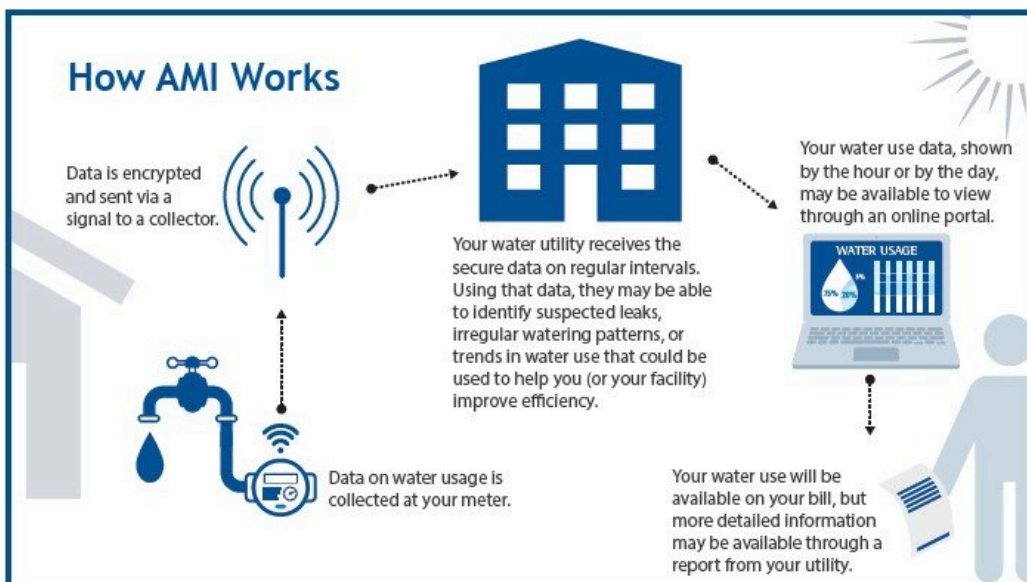 How AMI Works
Data is encrypted
and sent via a
signal to a collector.
Your water utility receives the
secure data on regular intervals.
Using that data, they may be able
to identify suspected leaks,
irregular watering patterns, or
trends in water use that could be
used to help you (or your facility)
improve efficiency.
Your water use data, shown
by the hour or by the day,
may be available to view
through an online portal.
WATER USAGE
Data on water usage is
collected at your meter.
Your water use will be
available on your bill, but
more detailed information
may be available through a
report from your utility.